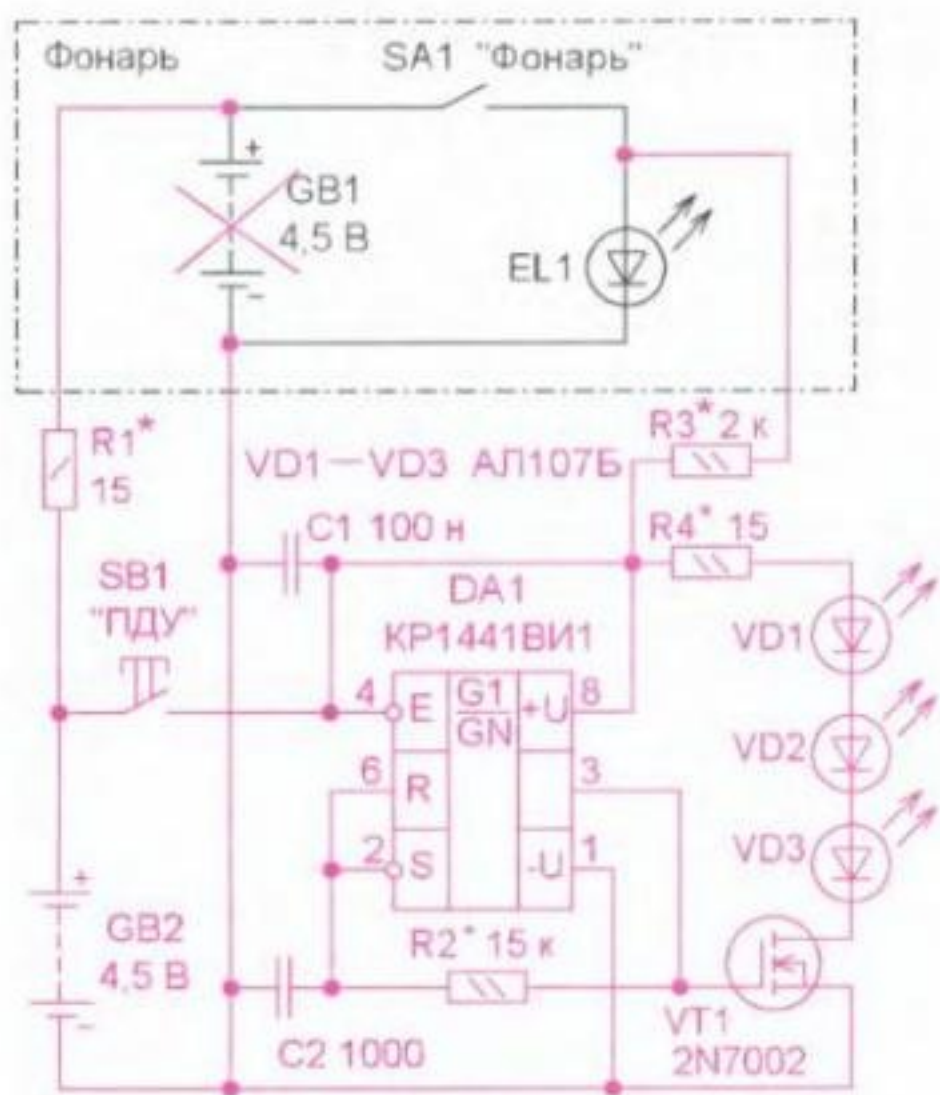 Фонарь
SA1 "Фонарь"
+
GB1
4,5 В
−
EL1
R1*
15
R3* 2 к
VD1−VD3 АЛ107Б
C1 100 н
R4* 15
SB1
"ПДУ"
DA1
КР1441ВИ1
VD1
4
E
G1
GN
+U
8
6
R
3
VD2
2
S
-U
1
VD3
+
GB2
4,5 В
−
R2* 15 к
C2 1000
VT1
2N7002